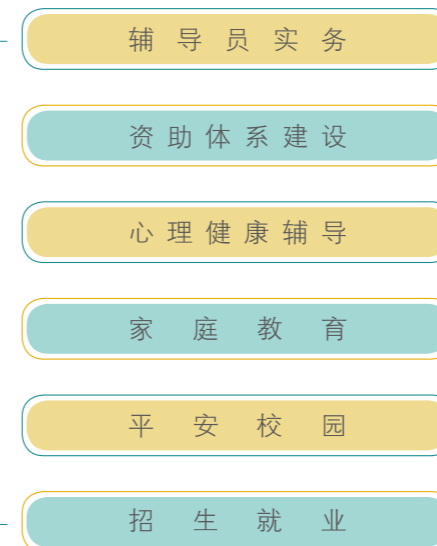 辅导员实务
资助体系建设
心理健康辅导
家庭教育
平安校园
招生就业